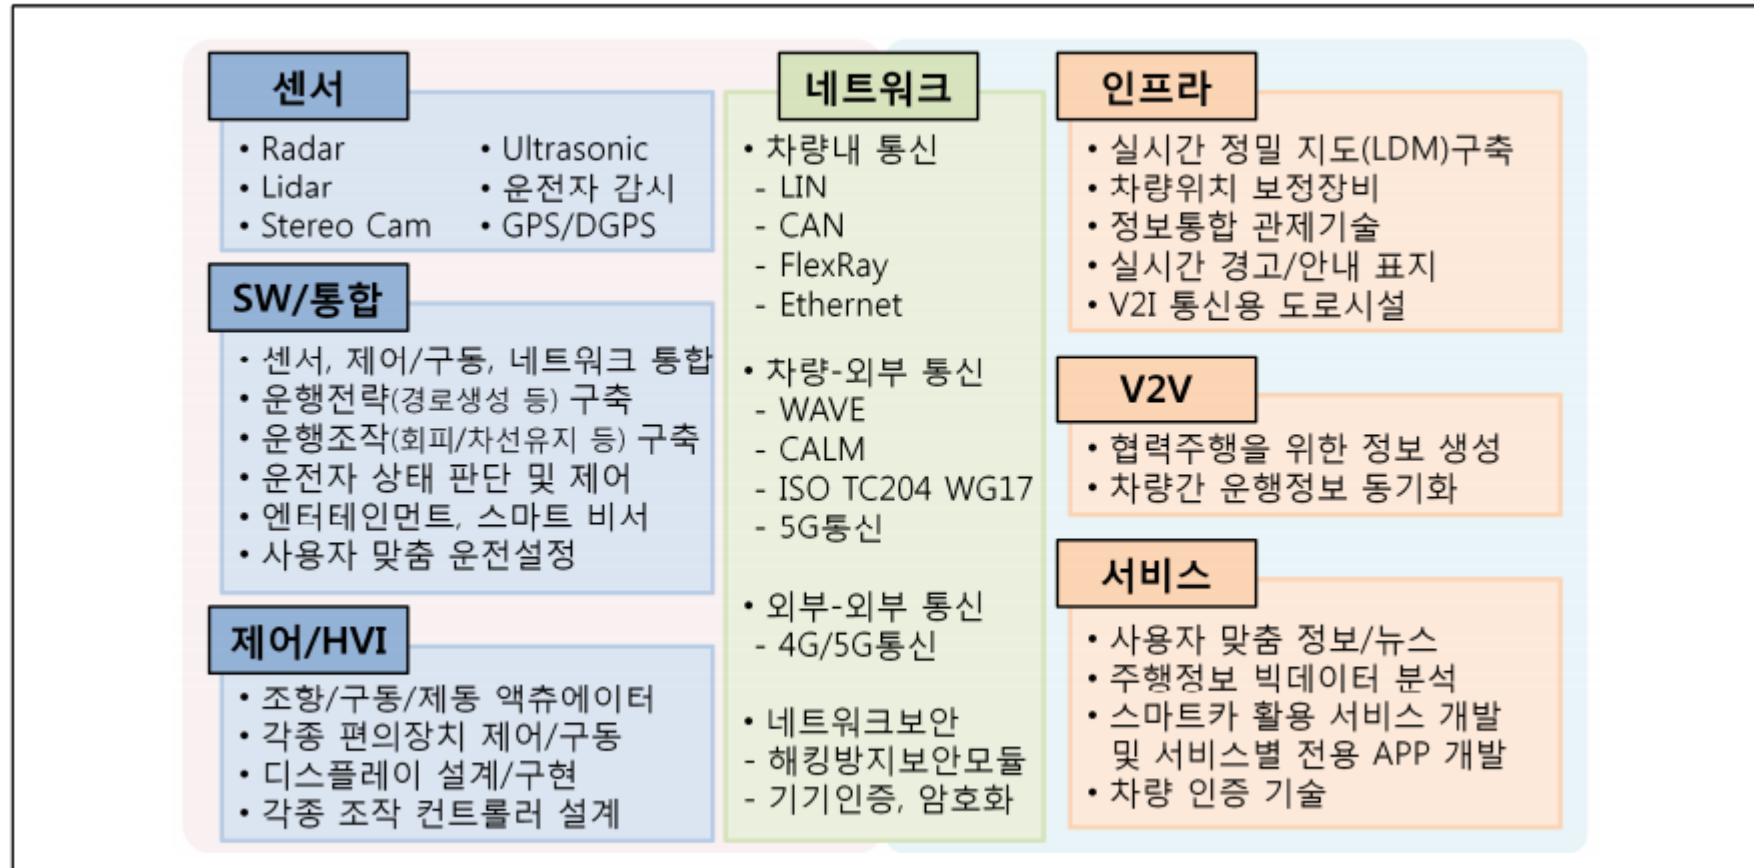 센서
• Radar
• Lidar
• Stereo Cam
• Ultrasonic
• 운전자 감시
• GPS/DGPS
SW/통합
• 센서, 제어/구동, 네트워크 통합
• 운행전략(경로생성 등) 구축
• 운행조작(회피/차선유지 등) 구축
• 운전자 상태 판단 및 제어
• 엔터테인먼트, 스마트 비서
• 사용자 맞춤 운전설정
제어/HVI
• 조향/구동/제동 액츄에이터
• 각종 편의장치 제어/구동
• 디스플레이 설계/구현
• 각종 조작 컨트롤러 설계
네트워크
• 차량내 통신
- LIN
- CAN
- FlexRay
- Ethernet
• 차량-외부 통신
- WAVE
- CALM
- ISO TC204 WG17
- 5G통신
• 외부-외부 통신
- 4G/5G통신
• 네트워크보안
- 해킹방지보안모듈
- 기기인증, 암호화
인프라
• 실시간 정밀 지도(LDM)구축
• 차량위치 보정장비
• 정보통합 관제기술
• 실시간 경고/안내 표지
• V2I 통신용 도로시설
V2V
• 협력주행을 위한 정보 생성
• 차량간 운행정보 동기화
서비스
• 사용자 맞춤 정보/뉴스
• 주행정보 빅데이터 분석
• 스마트카 활용 서비스 개발
및 서비스별 전용 APP 개발
• 차량 인증 기술